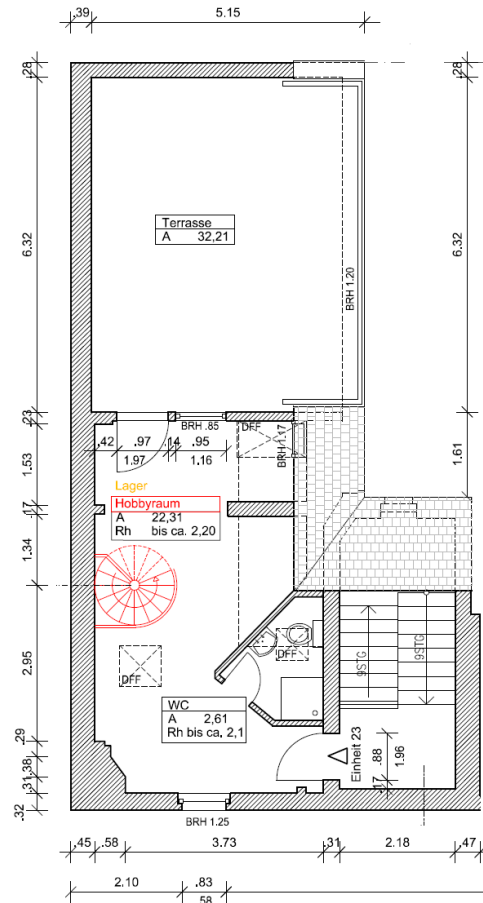 .39
5.15
.28
.28
6.32
6.32
Terrasse
A 32,21
BRH 1.20
.23
BRH .85
DFF
BRH 1.17
.42
.97
.14
.95
1.97
1.16
1.53
1.61
Lager
Hobbyraum
A 22,31
Rh bis ca. 2,20
.17
1.34
9STG
9STG
DFF
2.95
DFF
WC
A 2,61
Rh bis ca. 2,1
Einheit 23
.88
1.96
.17
.29
.38
.31
.32
BRH 1.25
.45
.58
3.73
.31
2.18
.47
2.10
.83
.58